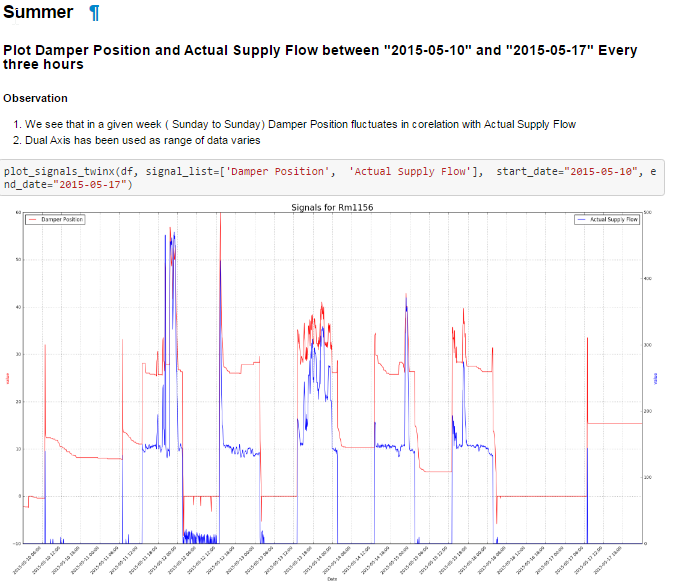 Summer ¶
Plot Damper Position and Actual Supply Flow between "2015-05-10" and "2015-05-17" Every
three hours
Observation
1. We see that in a given week ( Sunday to Sunday) Damper Position fluctuates in corelation with Actual Supply Flow
2. Dual Axis has been used as range of data varies
plot_signals_twinx(df, signal_list=['Damper Position', 'Actual Supply Flow'], start_date="2015-05-10", e
nd_date="2015-05-17")
Signals for Rm1156
Damper Position
Actual Supply Flow
60
50
40
30
20
10
0
−10
500
400
300
200
100
0
value
value
Date